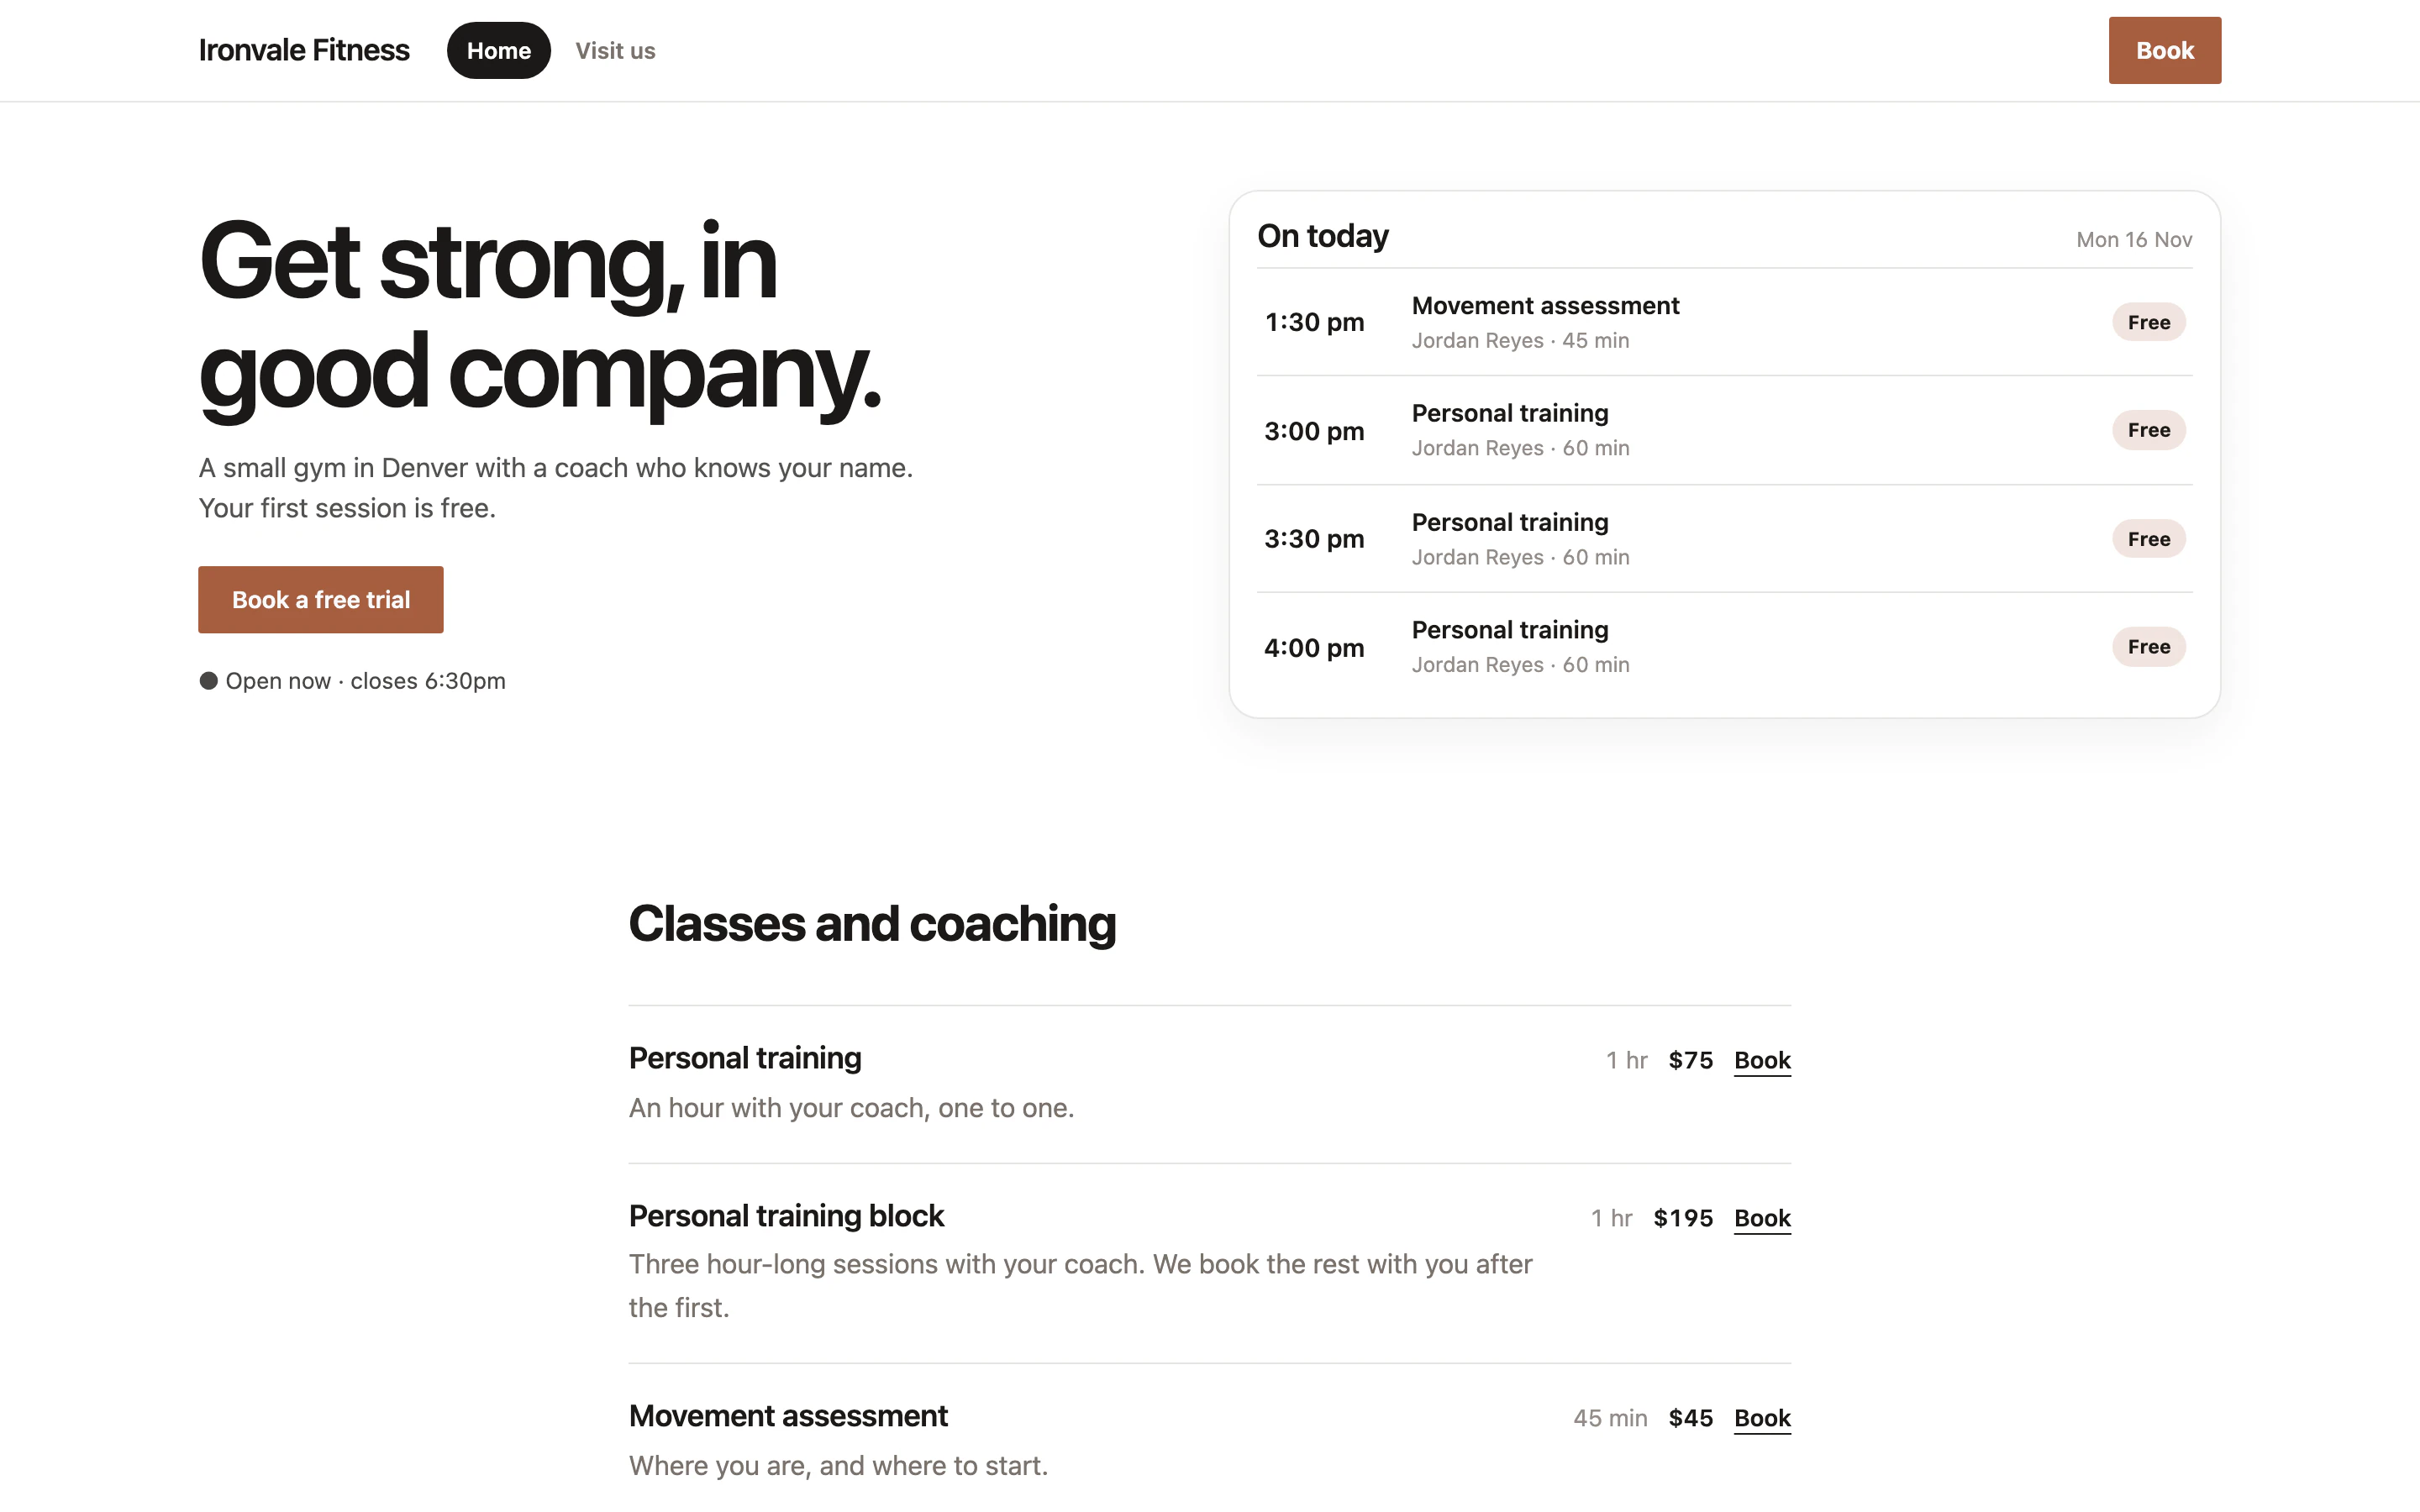 Ironvale Fitness
Home
Visit us
Book
Get strong, in
good company.
A small gym in Denver with a coach who knows your name.
Your first session is free.
Book a free trial
Open now · closes 6:30pm
On today
Mon 16 Nov
1:30 pm
Movement assessment
Jordan Reyes · 45 min
Free
3:00 pm
Personal training
Jordan Reyes · 60 min
Free
3:30 pm
Personal training
Jordan Reyes · 60 min
Free
4:00 pm
Personal training
Jordan Reyes · 60 min
Free
Classes and coaching
Personal training
1 hr $75 Book
An hour with your coach, one to one.
Personal training block
1 hr $195 Book
Three hour-long sessions with your coach. We book the rest with you after
the first.
Movement assessment
45 min $45 Book
Where you are, and where to start.